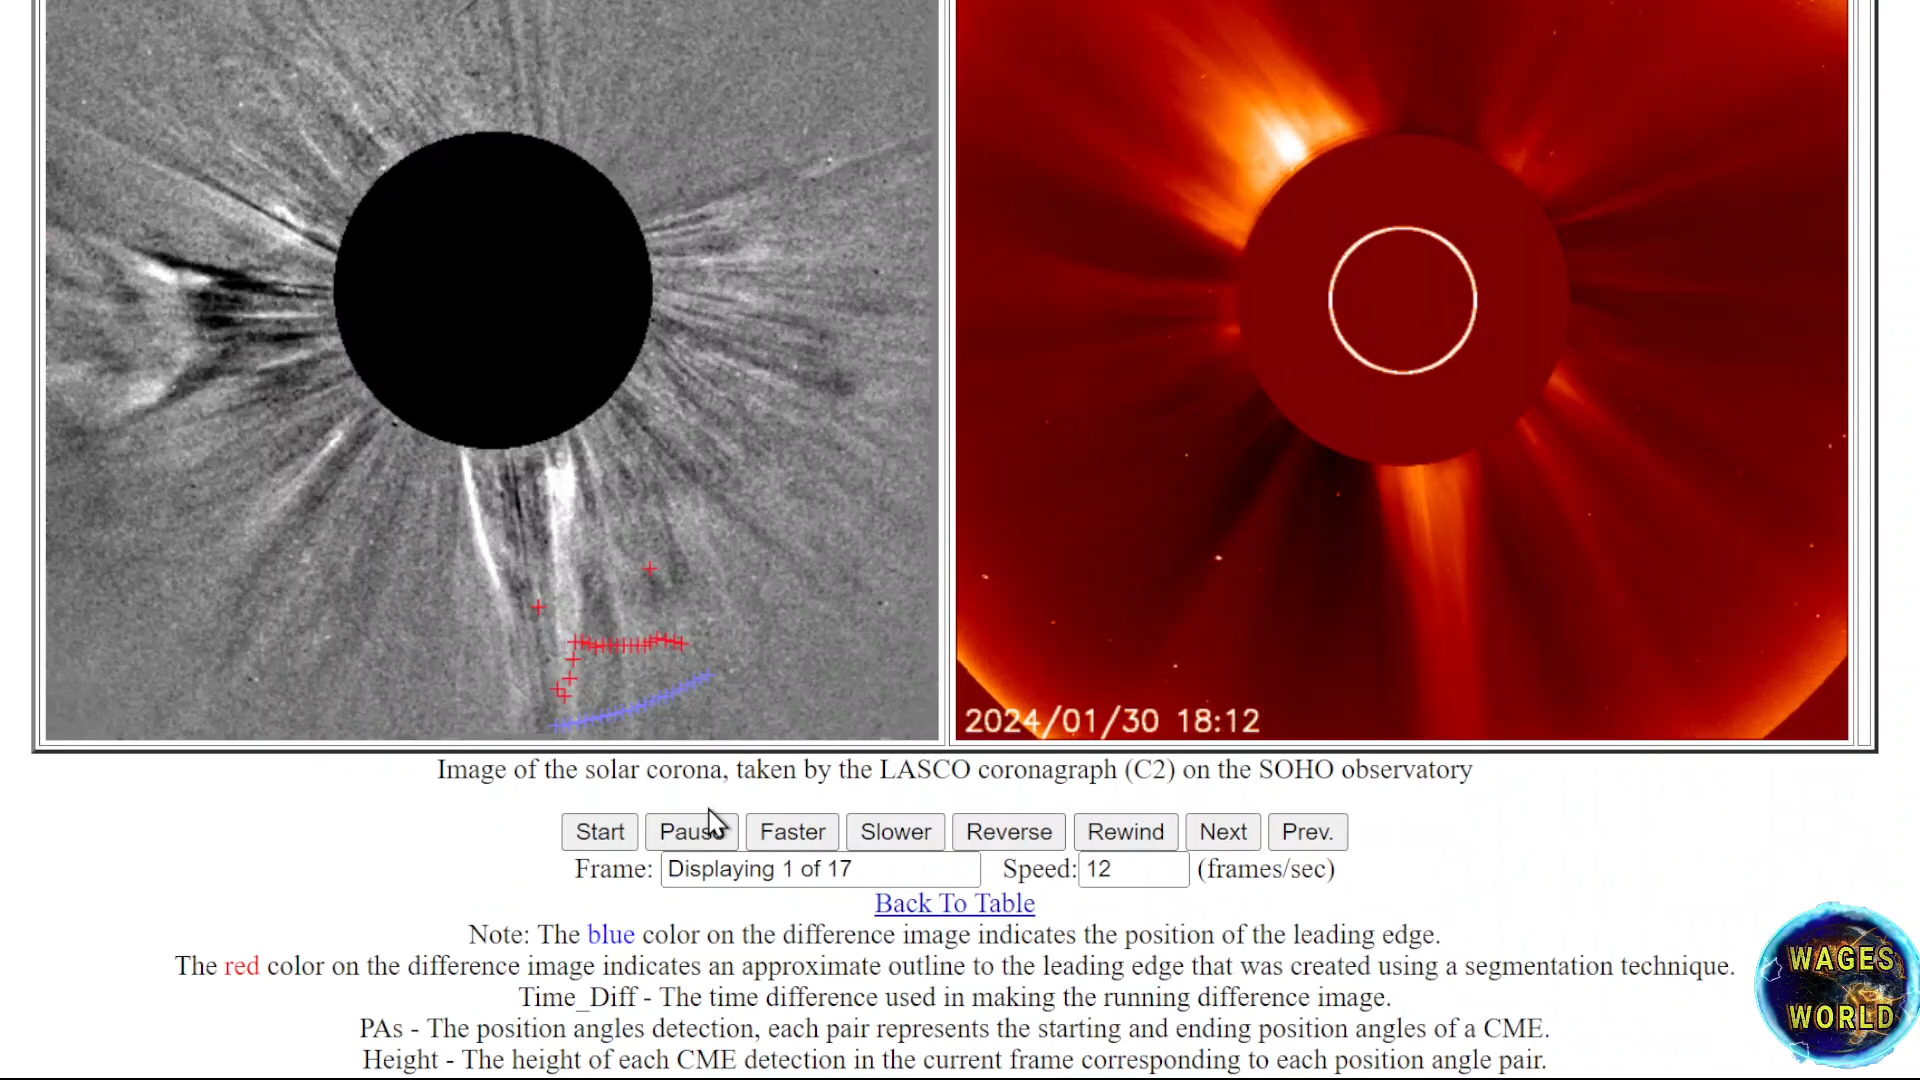 2024/01/30 18:12
Image of the solar corona, taken by the LASCO coronagraph (C2) on the SOHO observatory
Start Pause Faster Slower Reverse Rewind Next Prev.
Frame: Displaying 1 of 17 Speed: 12 (frames/sec)
Back To Table
Note: The blue color on the difference image indicates the position of the leading edge.
The red color on the difference image indicates an approximate outline to the leading edge that was created using a segmentation technique.
Time_Diff - The time difference used in making the running difference image.
PAs - The position angles detection, each pair represents the starting and ending position angles of a CME.
Height - The height of each CME detection in the current frame corresponding to each position angle pair.
WAGES
WORLD